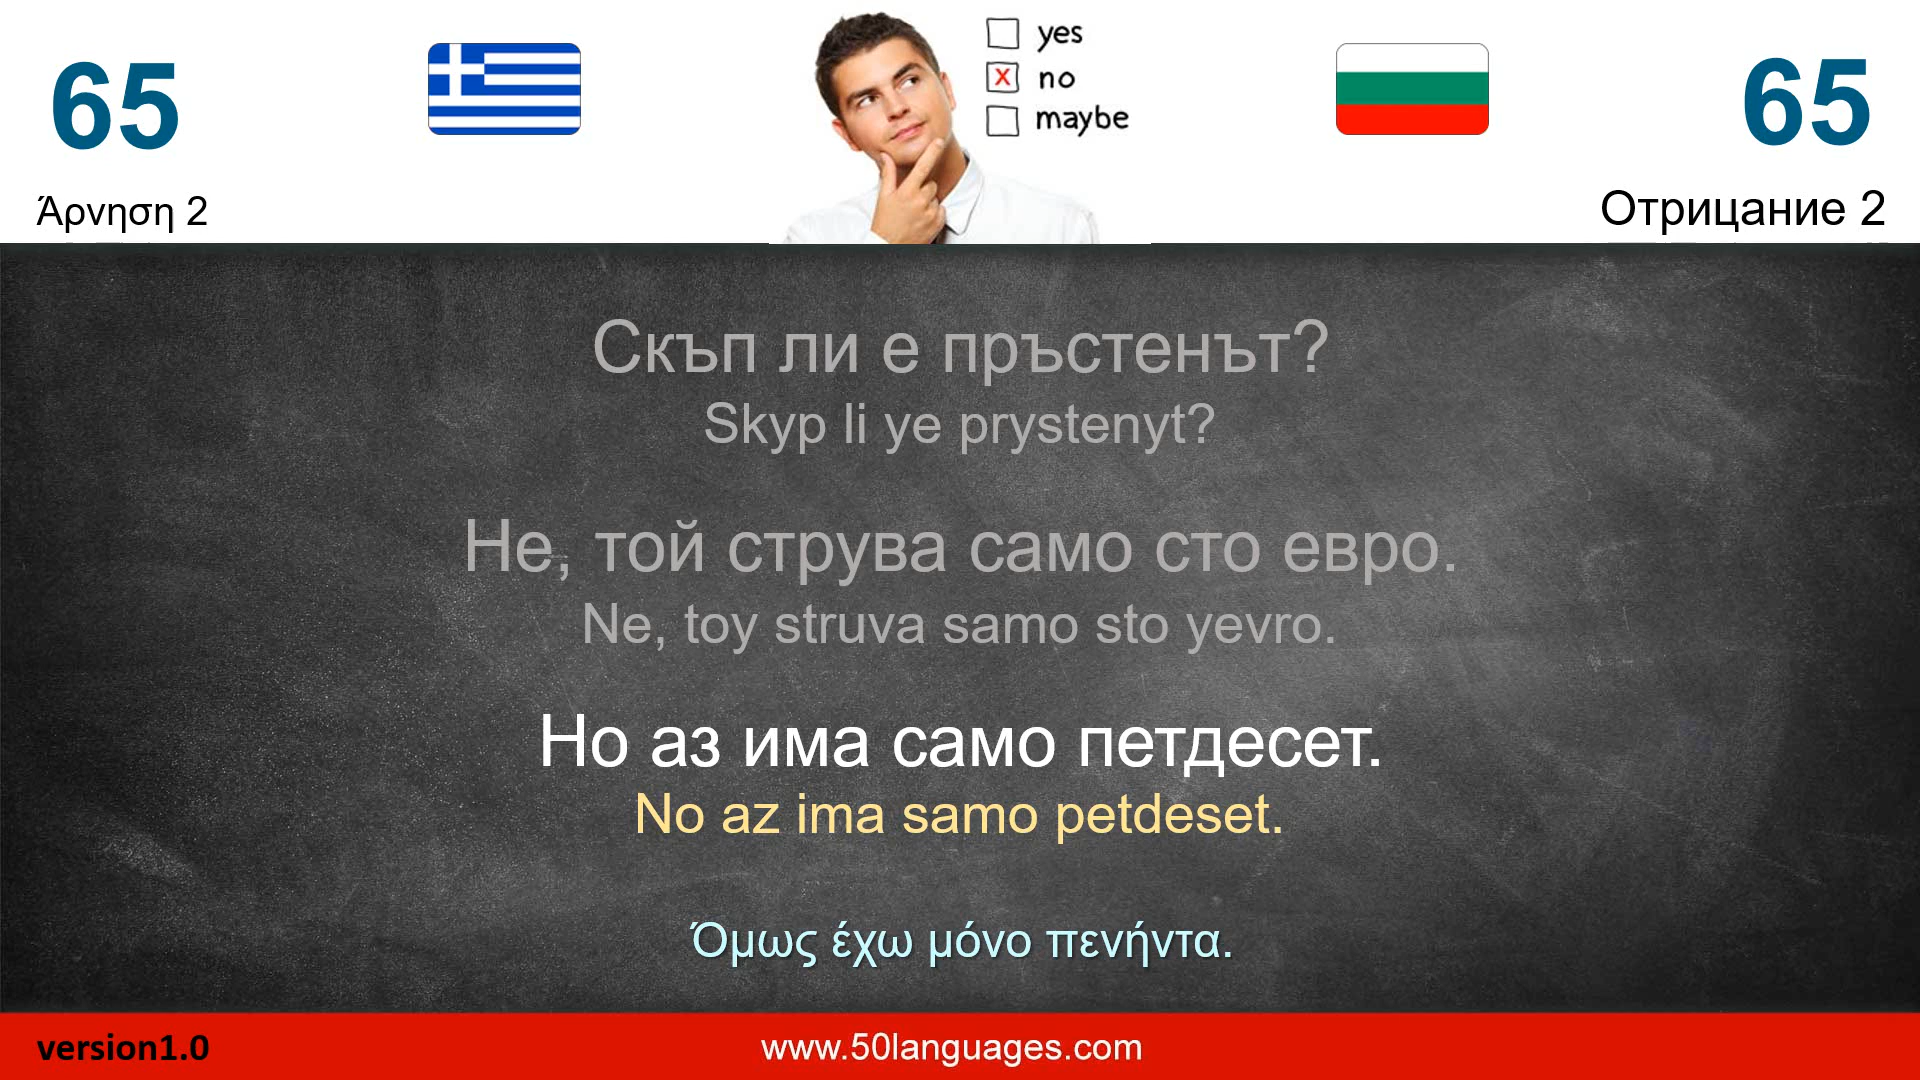 65
65
yes
x no
maybe
Άρνηση 2
Отрицание 2
Скъп ли е пръстенът?
Skyp li ye prystenyt?
Не, той струва само сто евро.
Ne, toy struva samo sto yevro.
Но аз има само петдесет.
No az ima samo petdeset.
Όμως έχω μόνο πενήντα.
version1.0
www.50languages.com